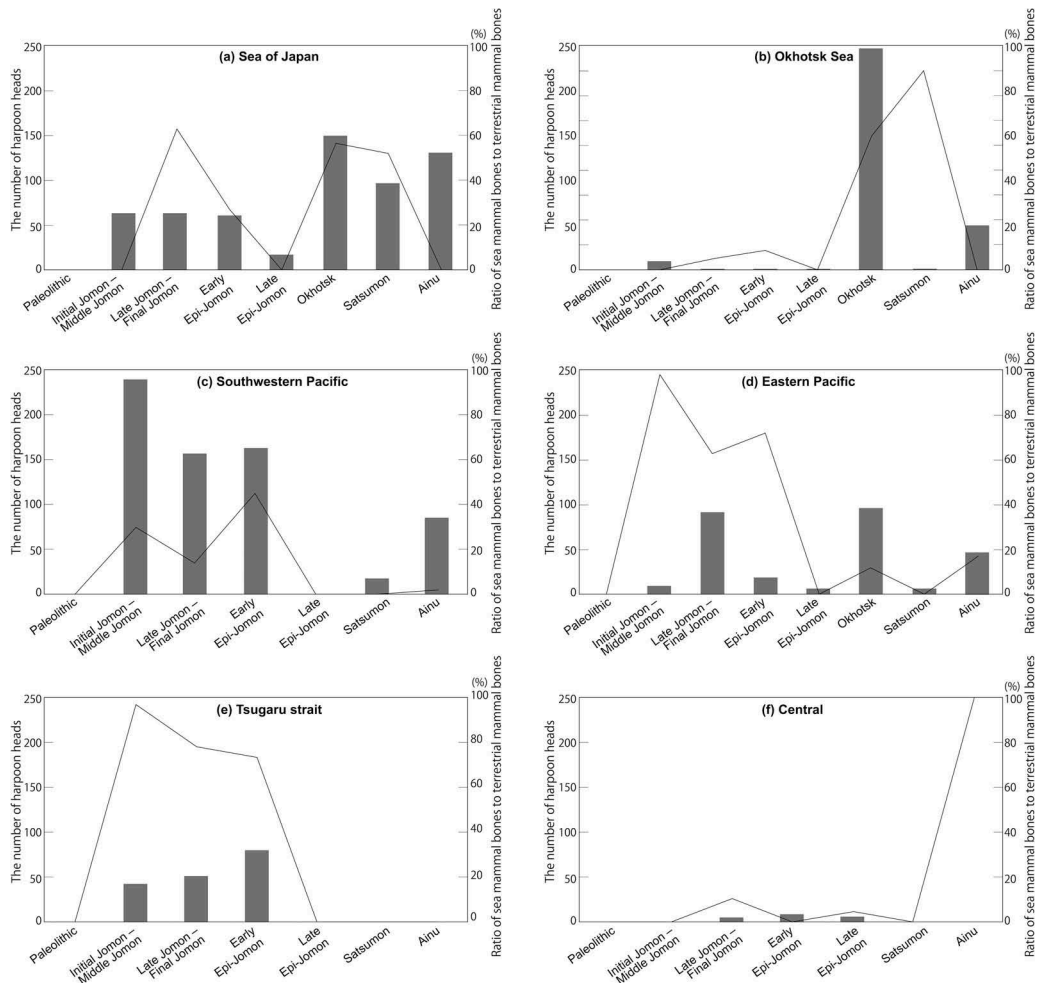 (a) Sea of Japan
The number of harpoon heads
250
200
150
100
50
0
(%)
100
80
60
40
20
0
Ratio of sea mammal bones to terrestrial mammal bones
Paleolithic
Initial Jomon –
Middle Jomon
Late Jomon –
Final Jomon
Early
Epi-Jomon
Late
Epi-Jomon
Okhotsk
Satsumon
Ainu
(b) Okhotsk Sea
The number of harpoon heads
250
200
150
100
50
0
(%)
100
80
60
40
20
0
Ratio of sea mammal bones to terrestrial mammal bones
Paleolithic
Initial Jomon –
Middle Jomon
Late Jomon –
Final Jomon
Early
Epi-Jomon
Late
Epi-Jomon
Okhotsk
Satsumon
Ainu
(c) Southwestern Pacific
The number of harpoon heads
250
200
150
100
50
0
(%)
100
80
60
40
20
0
Ratio of sea mammal bones to terrestrial mammal bones
Paleolithic
Initial Jomon –
Middle Jomon
Late Jomon –
Final Jomon
Early
Epi-Jomon
Late
Epi-Jomon
Satsumon
Ainu
(d) Eastern Pacific
The number of harpoon heads
250
200
150
100
50
0
(%)
100
80
60
40
20
0
Ratio of sea mammal bones to terrestrial mammal bones
Paleolithic
Initial Jomon –
Middle Jomon
Late Jomon –
Final Jomon
Early
Epi-Jomon
Late
Epi-Jomon
Okhotsk
Satsumon
Ainu
(e) Tsugaru strait
The number of harpoon heads
250
200
150
100
50
0
(%)
100
80
60
40
20
0
Ratio of sea mammal bones to terrestrial mammal bones
Paleolithic
Initial Jomon –
Middle Jomon
Late Jomon –
Final Jomon
Early
Epi-Jomon
Late
Epi-Jomon
Satsumon
Ainu
(f) Central
The number of harpoon heads
250
200
150
100
50
0
(%)
100
80
60
40
20
0
Ratio of sea mammal bones to terrestrial mammal bones
Paleolithic
Initial Jomon –
Middle Jomon
Late Jomon –
Final Jomon
Early
Epi-Jomon
Late
Epi-Jomon
Satsumon
Ainu